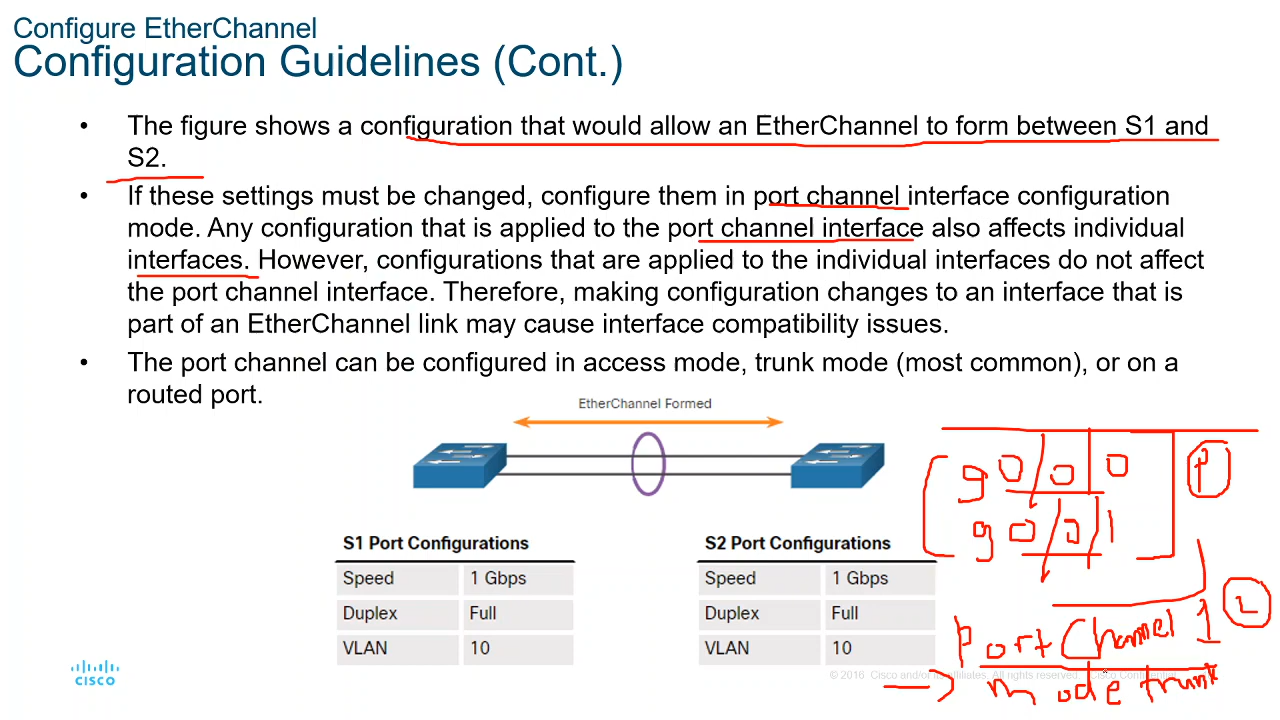 Configure EtherChannel
Configuration Guidelines (Cont.)
• The figure shows a configuration that would allow an EtherChannel to form between S1 and
S2.
• If these settings must be changed, configure them in port channel interface configuration
mode. Any configuration that is applied to the port channel interface also affects individual
interfaces. However, configurations that are applied to the individual interfaces do not affect
the port channel interface. Therefore, making configuration changes to an interface that is
part of an EtherChannel link may cause interface compatibility issues.
• The port channel can be configured in access mode, trunk mode (most common), or on a
routed port.
EtherChannel Formed
g0/0/0
P
g0/0/1
S1 Port Configurations
Speed 1 Gbps
Duplex Full
VLAN 10
S2 Port Configurations
Speed 1 Gbps
Duplex Full
VLAN 10
Port Channel 1
mode trunk
CISCO
© 2016 Cisco and/or its affiliates. All rights reserved. Cisco